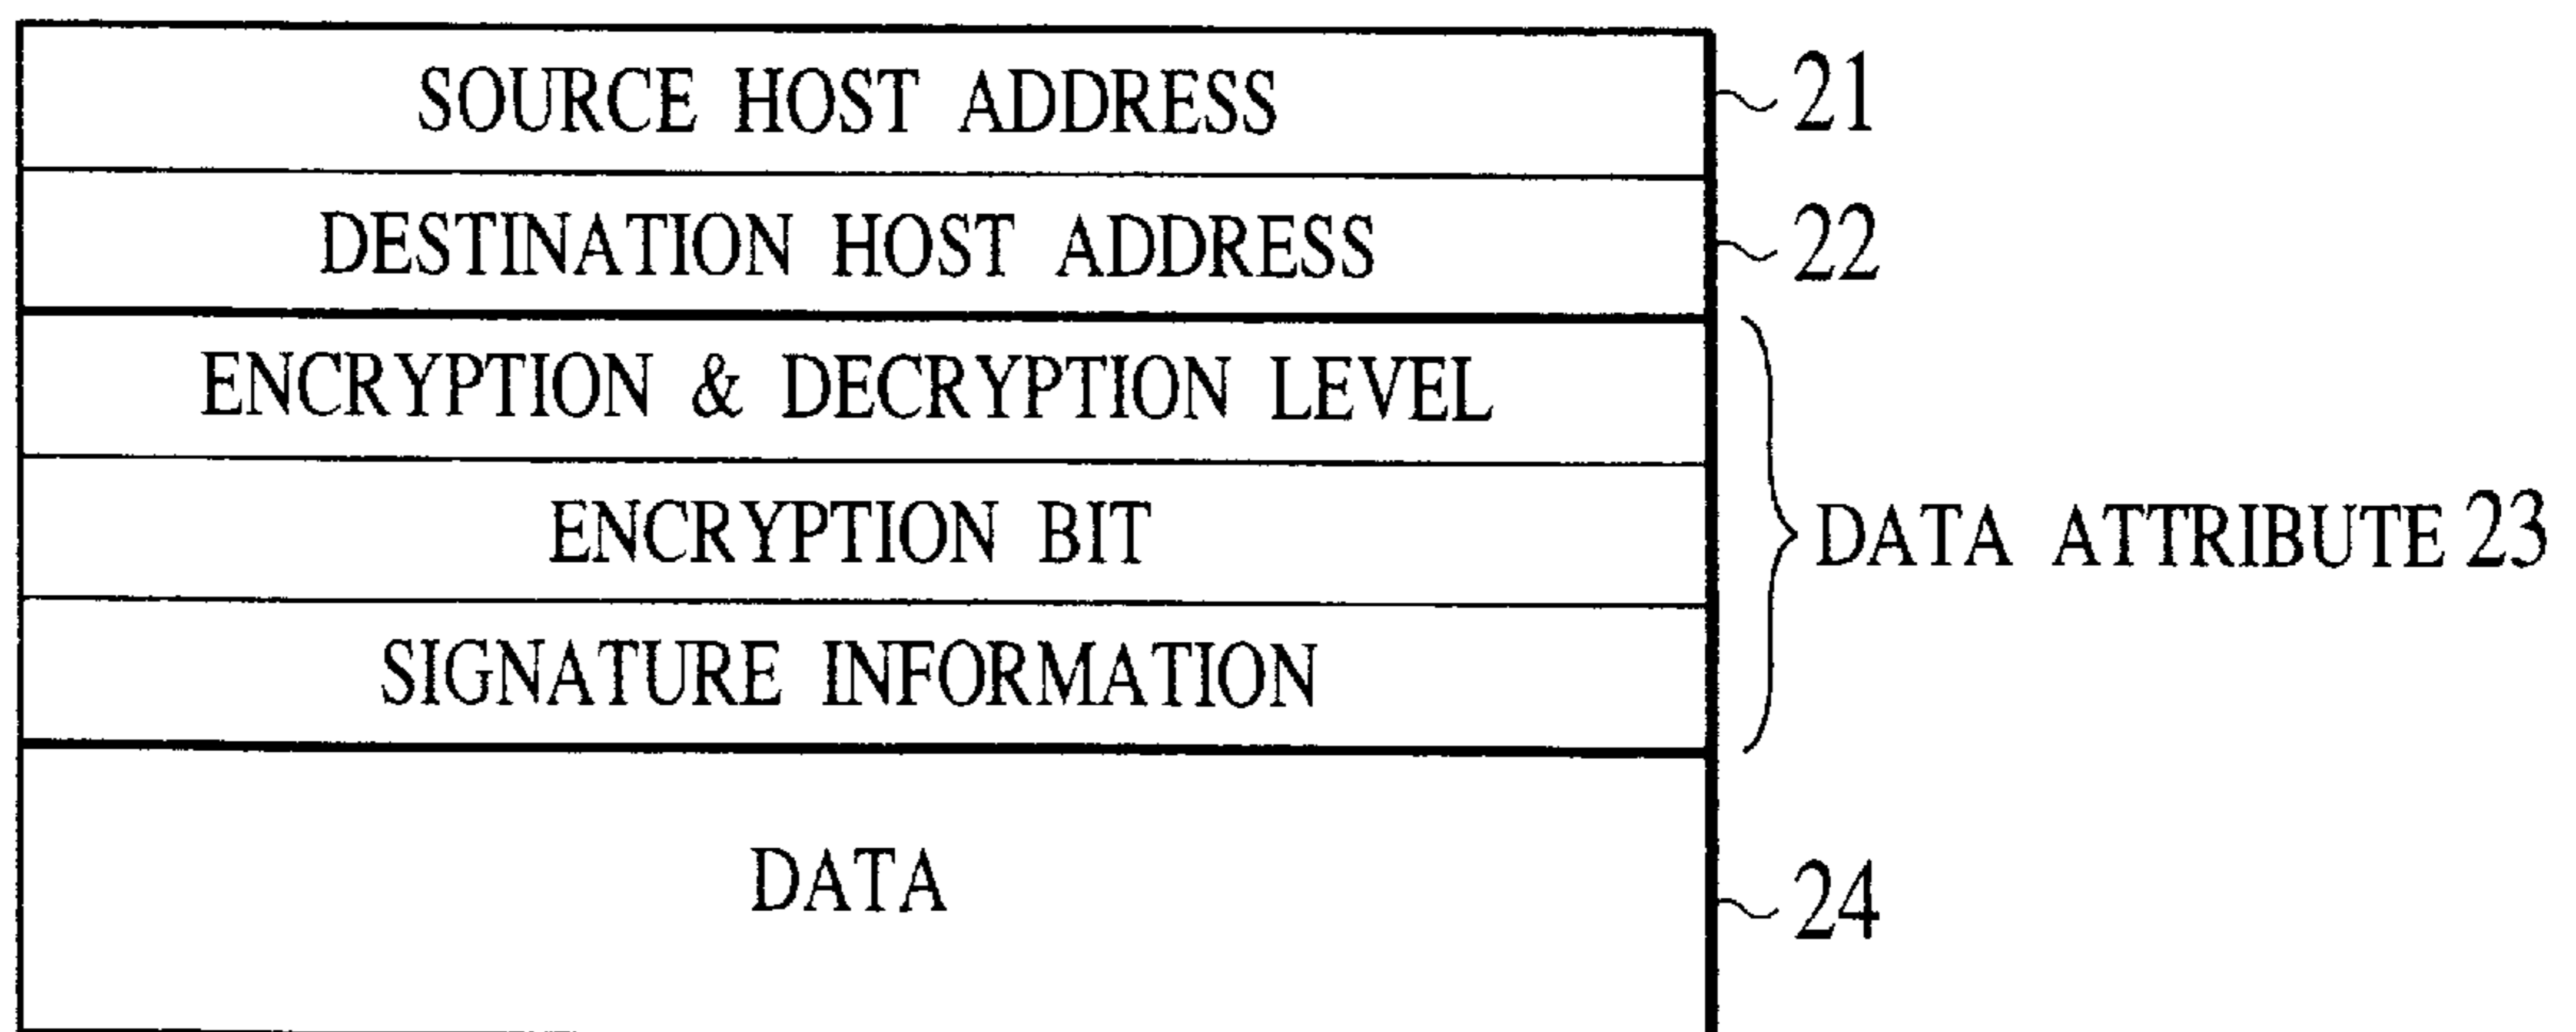 SOURCE HOST ADDRESS 21
DESTINATION HOST ADDRESS 22
ENCRYPTION & DECRYPTION LEVEL
ENCRYPTION BIT
DATA ATTRIBUTE 23
SIGNATURE INFORMATION
DATA 24